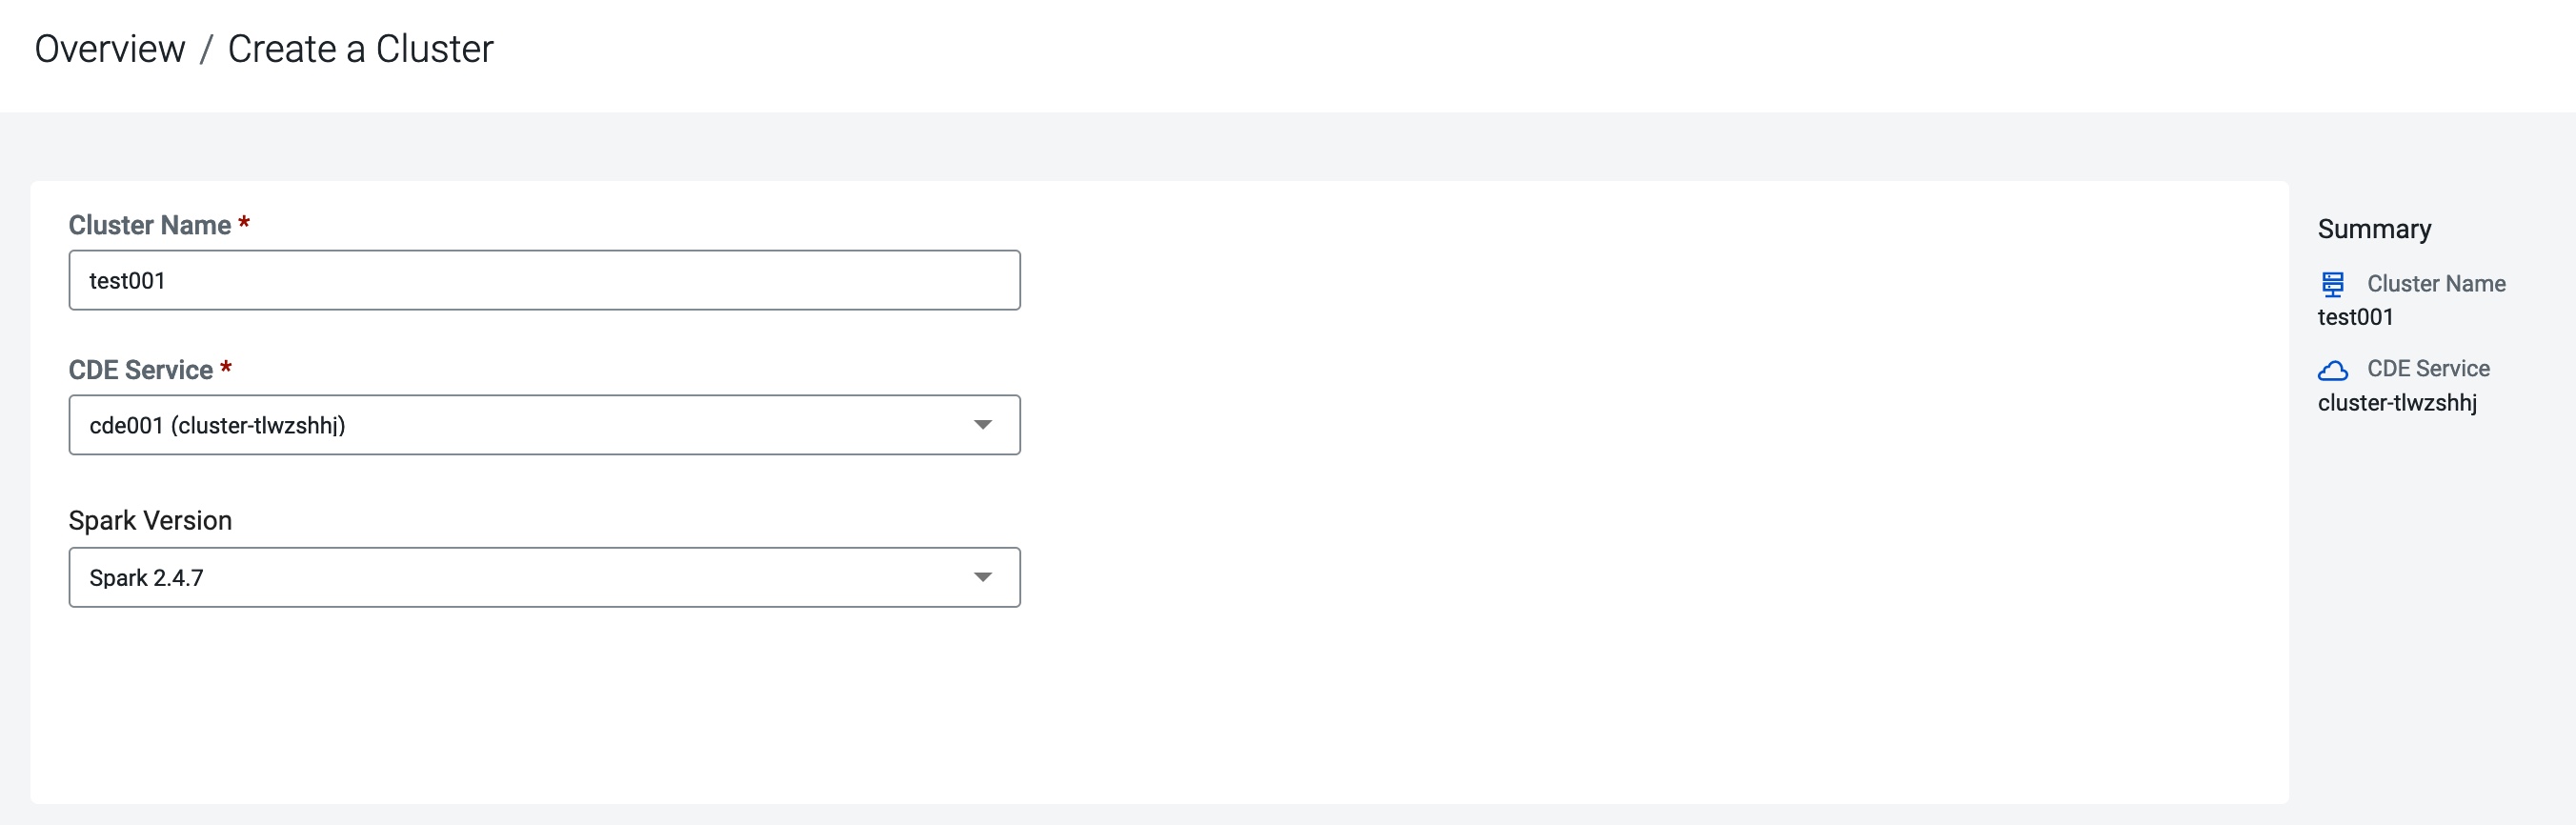 Overview / Create a Cluster
Cluster Name *
test001
CDE Service *
cde001 (cluster-tlwzshhj)
Spark Version
Spark 2.4.7
Summary
Cluster Name
test001
CDE Service
cluster-tlwzshhj